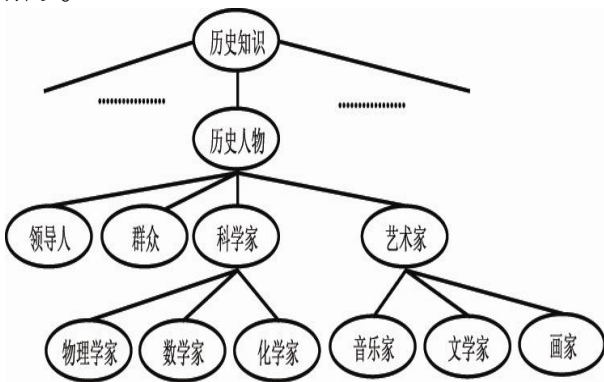 历史知识
历史人物
领导人 群众 科学家 艺术家
物理学家 数学家 化学家 音乐家 文学家 画家